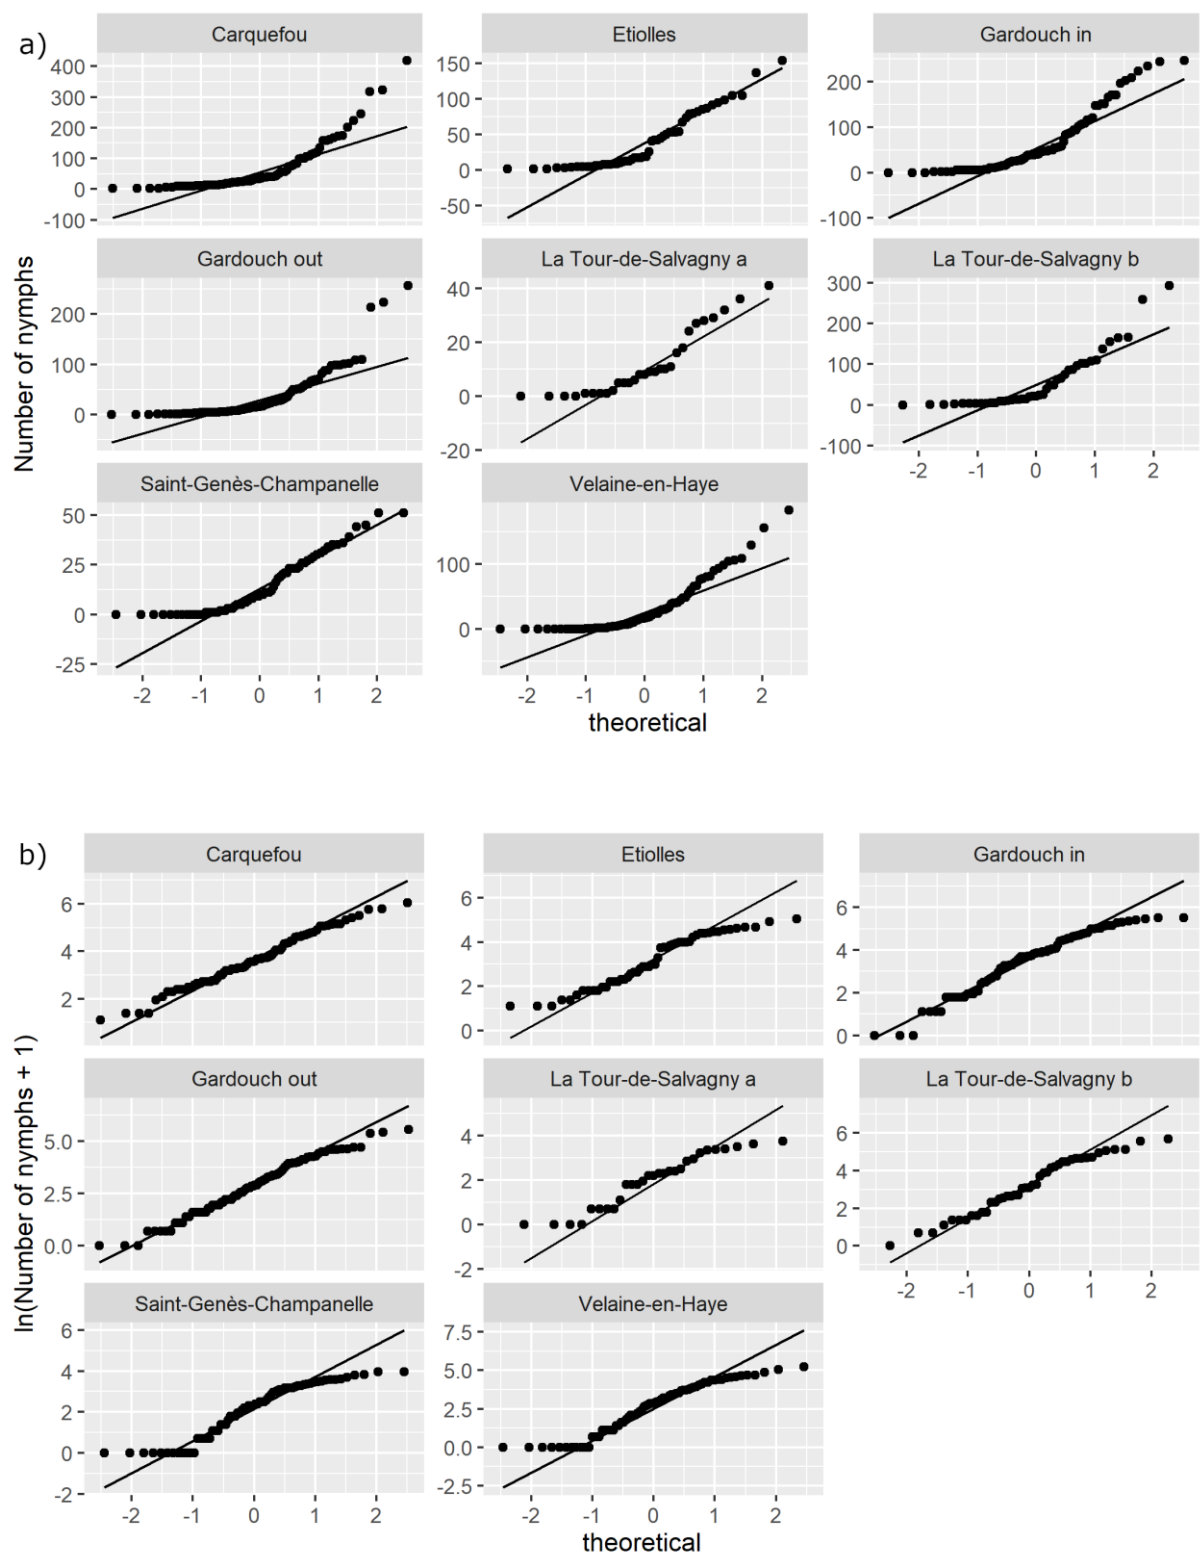 a)
Carquefou
Etiolles
Gardouch in
400
300
200
100
0
-100
150
100
50
0
-50
200
100
0
-100
Gardouch out
La Tour-de-Salvagny a
La Tour-de-Salvagny b
200
100
0
40
20
0
-20
300
200
100
0
-100
-2 -1 0 1 2
Saint-Genès-Champanelle
Velaine-en-Haye
50
25
0
-25
100
0
-2 -1 0 1 2
-2 -1 0 1 2
Number of nymphs
theoretical
b)
Carquefou
Etiolles
Gardouch in
6
4
2
6
4
2
0
6
4
2
0
Gardouch out
La Tour-de-Salvagny a
La Tour-de-Salvagny b
5.0
2.5
0.0
4
2
0
-2
6
4
2
0
-2 -1 0 1 2
Saint-Genès-Champanelle
Velaine-en-Haye
6
4
2
0
-2
7.5
5.0
2.5
0.0
-2.5
-2 -1 0 1 2
-2 -1 0 1 2
ln(Number of nymphs + 1)
theoretical